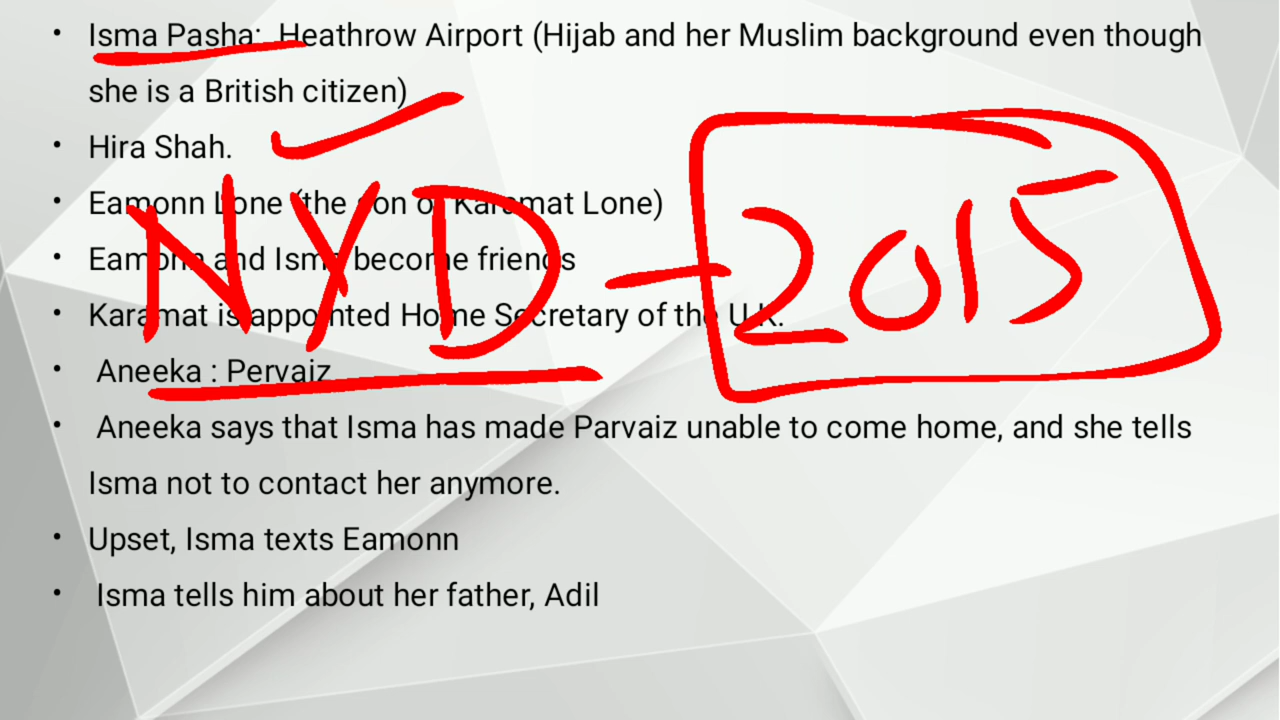 • Isma Pasha: Heathrow Airport (Hijab and her Muslim background even though
she is a British citizen)
• Hira Shah.
• Eamonn Lone (the son of Karamat Lone)
• Eamonn and Isma become friends
• Karamat is appointed Home Secretary of the U.K.
NYD - 2015
• Aneeka : Pervaiz
• Aneeka says that Isma has made Parvaiz unable to come home, and she tells
Isma not to contact her anymore.
• Upset, Isma texts Eamonn
• Isma tells him about her father, Adil